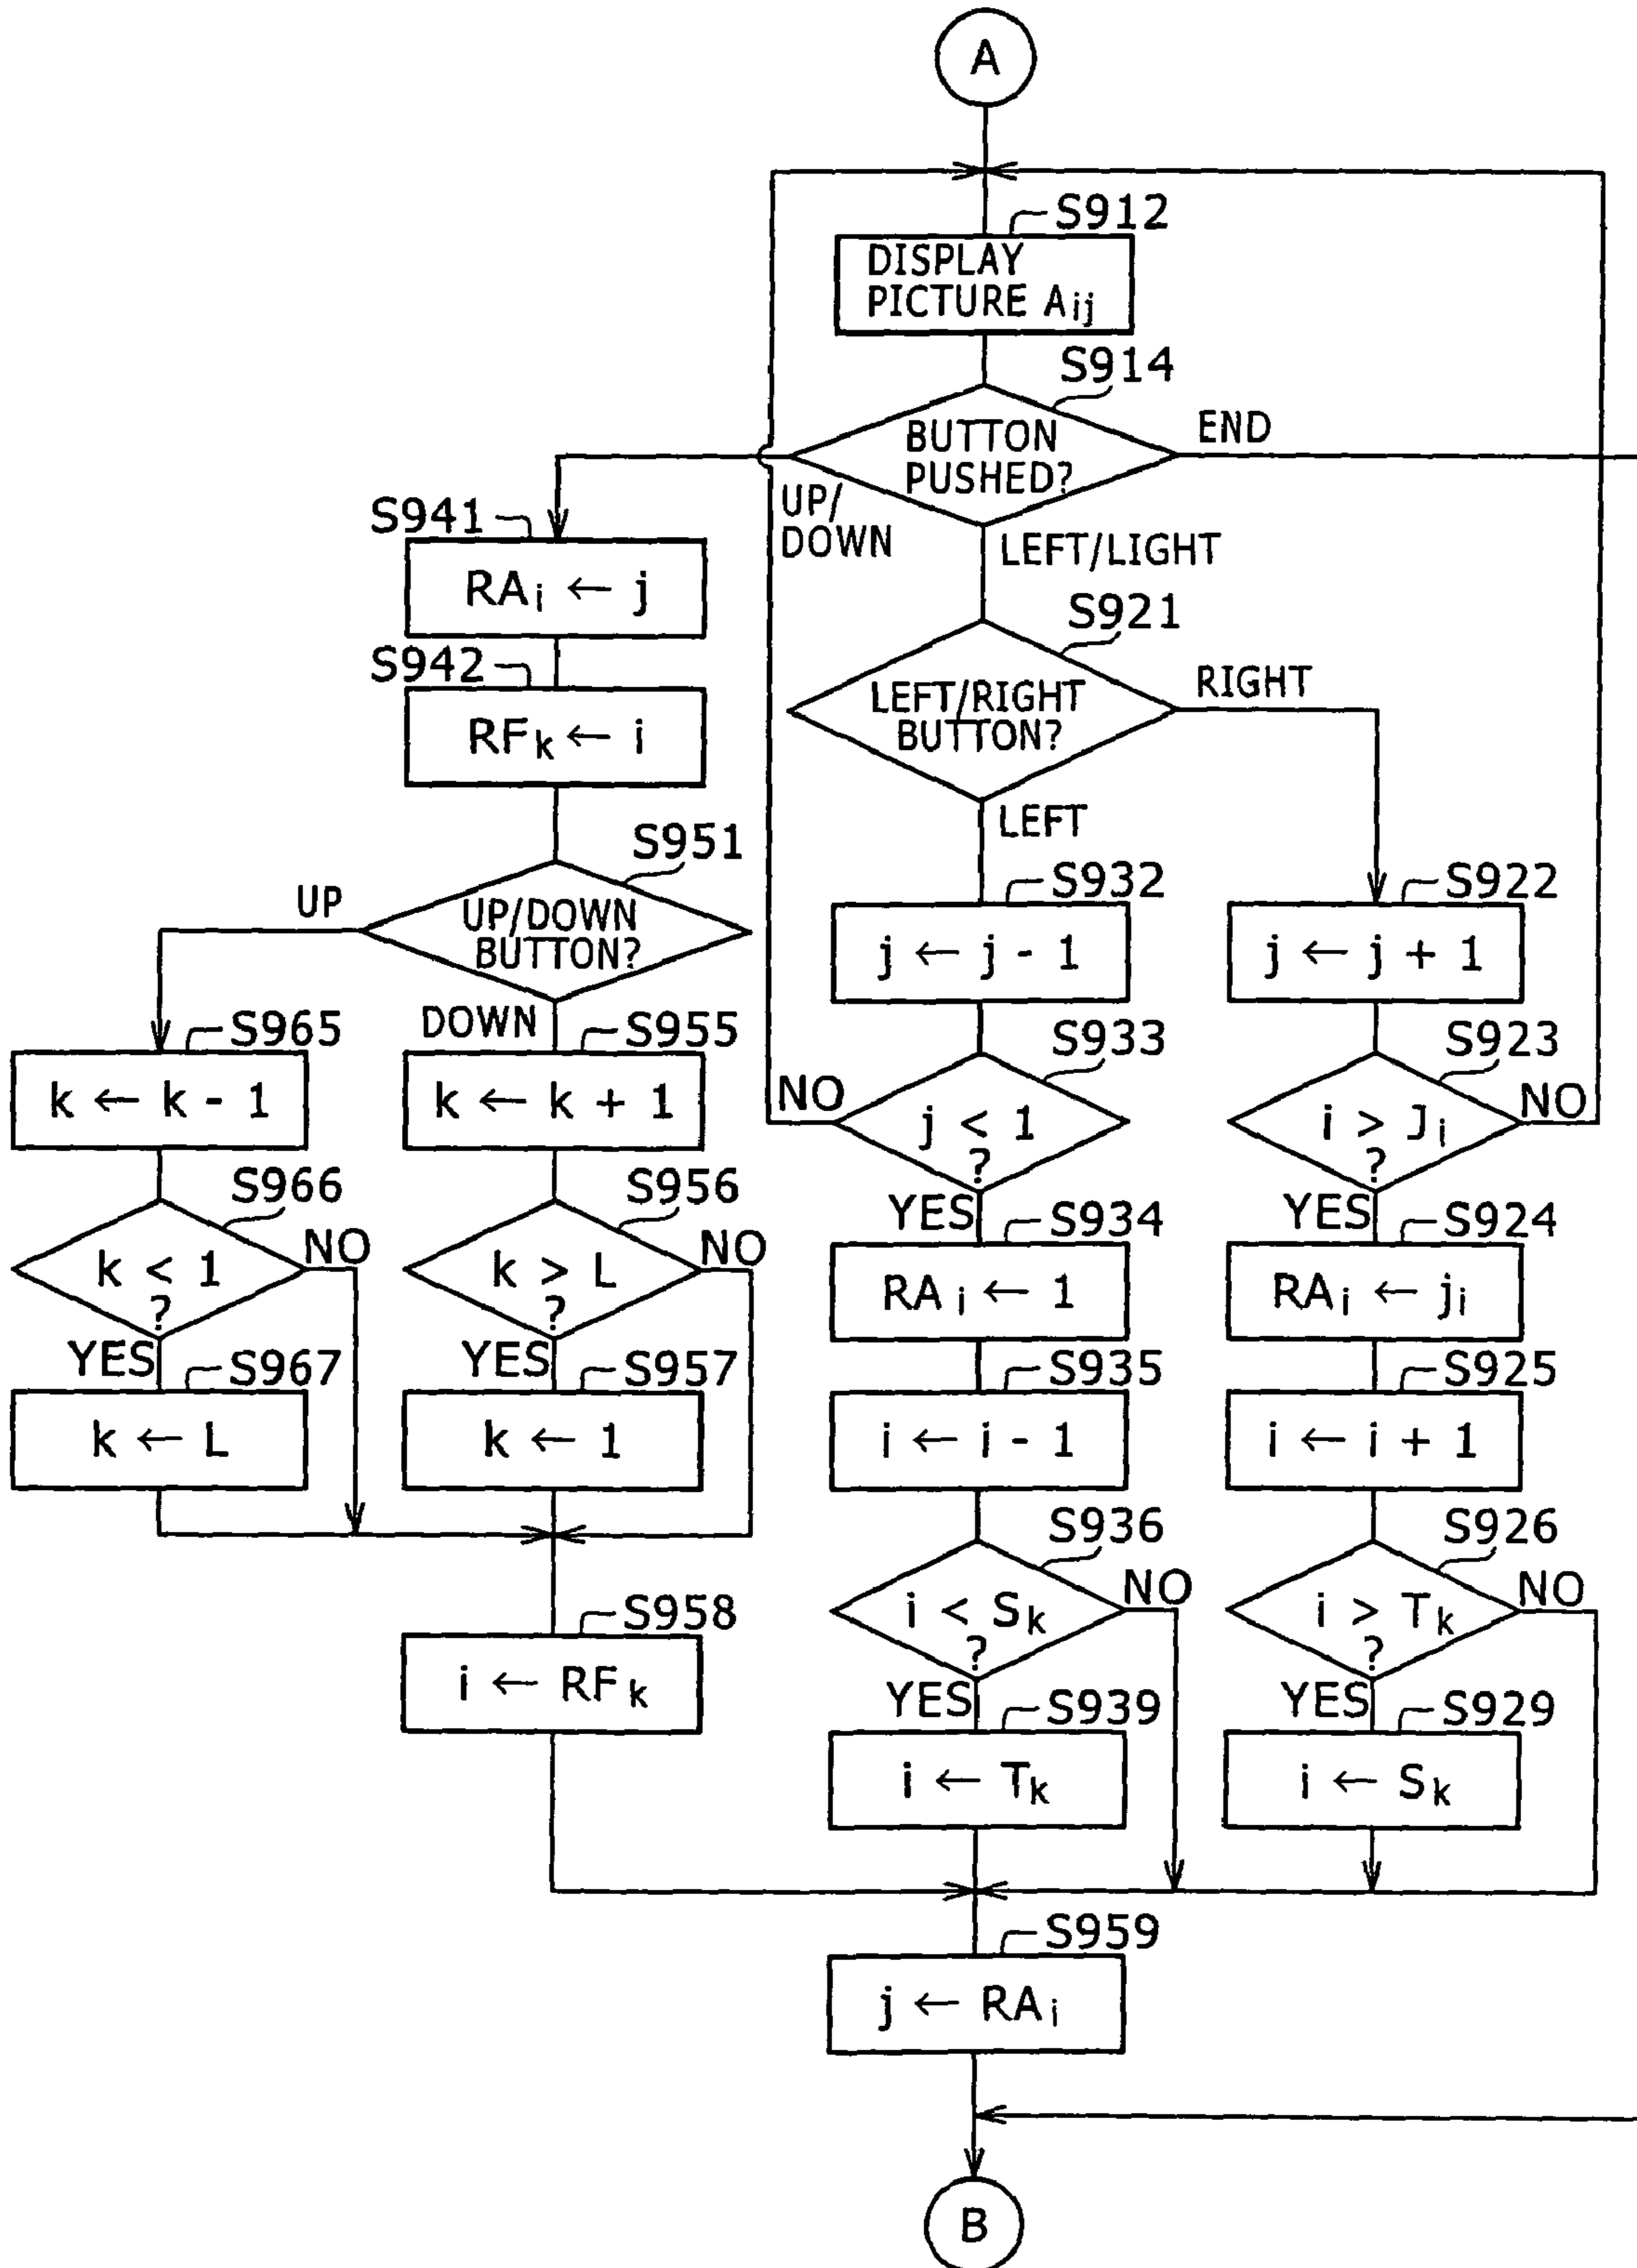 A
S912
DISPLAY
PICTURE Aij
S914
BUTTON
PUSHED?
END
UP/
DOWN
LEFT/LIGHT
S941
RAi ← j
S942
RFk ← i
S921
LEFT/RIGHT
BUTTON?
RIGHT
LEFT
S951
UP/DOWN
BUTTON?
UP
DOWN
S932
j ← j - 1
S922
j ← j + 1
S965
k ← k - 1
S955
k ← k + 1
S933
j < 1
?
NO
YES
S923
i > Ji
?
NO
YES
S966
k < 1
?
NO
YES
S956
k > L
?
NO
YES
S934
RAi ← 1
S924
RAi ← ji
S967
k ← L
S957
k ← 1
S935
i ← i - 1
S925
i ← i + 1
S936
i < Sk
?
NO
YES
S926
i > Tk
?
NO
YES
S958
i ← RFk
S939
i ← Tk
S929
i ← Sk
S959
j ← RAi
B